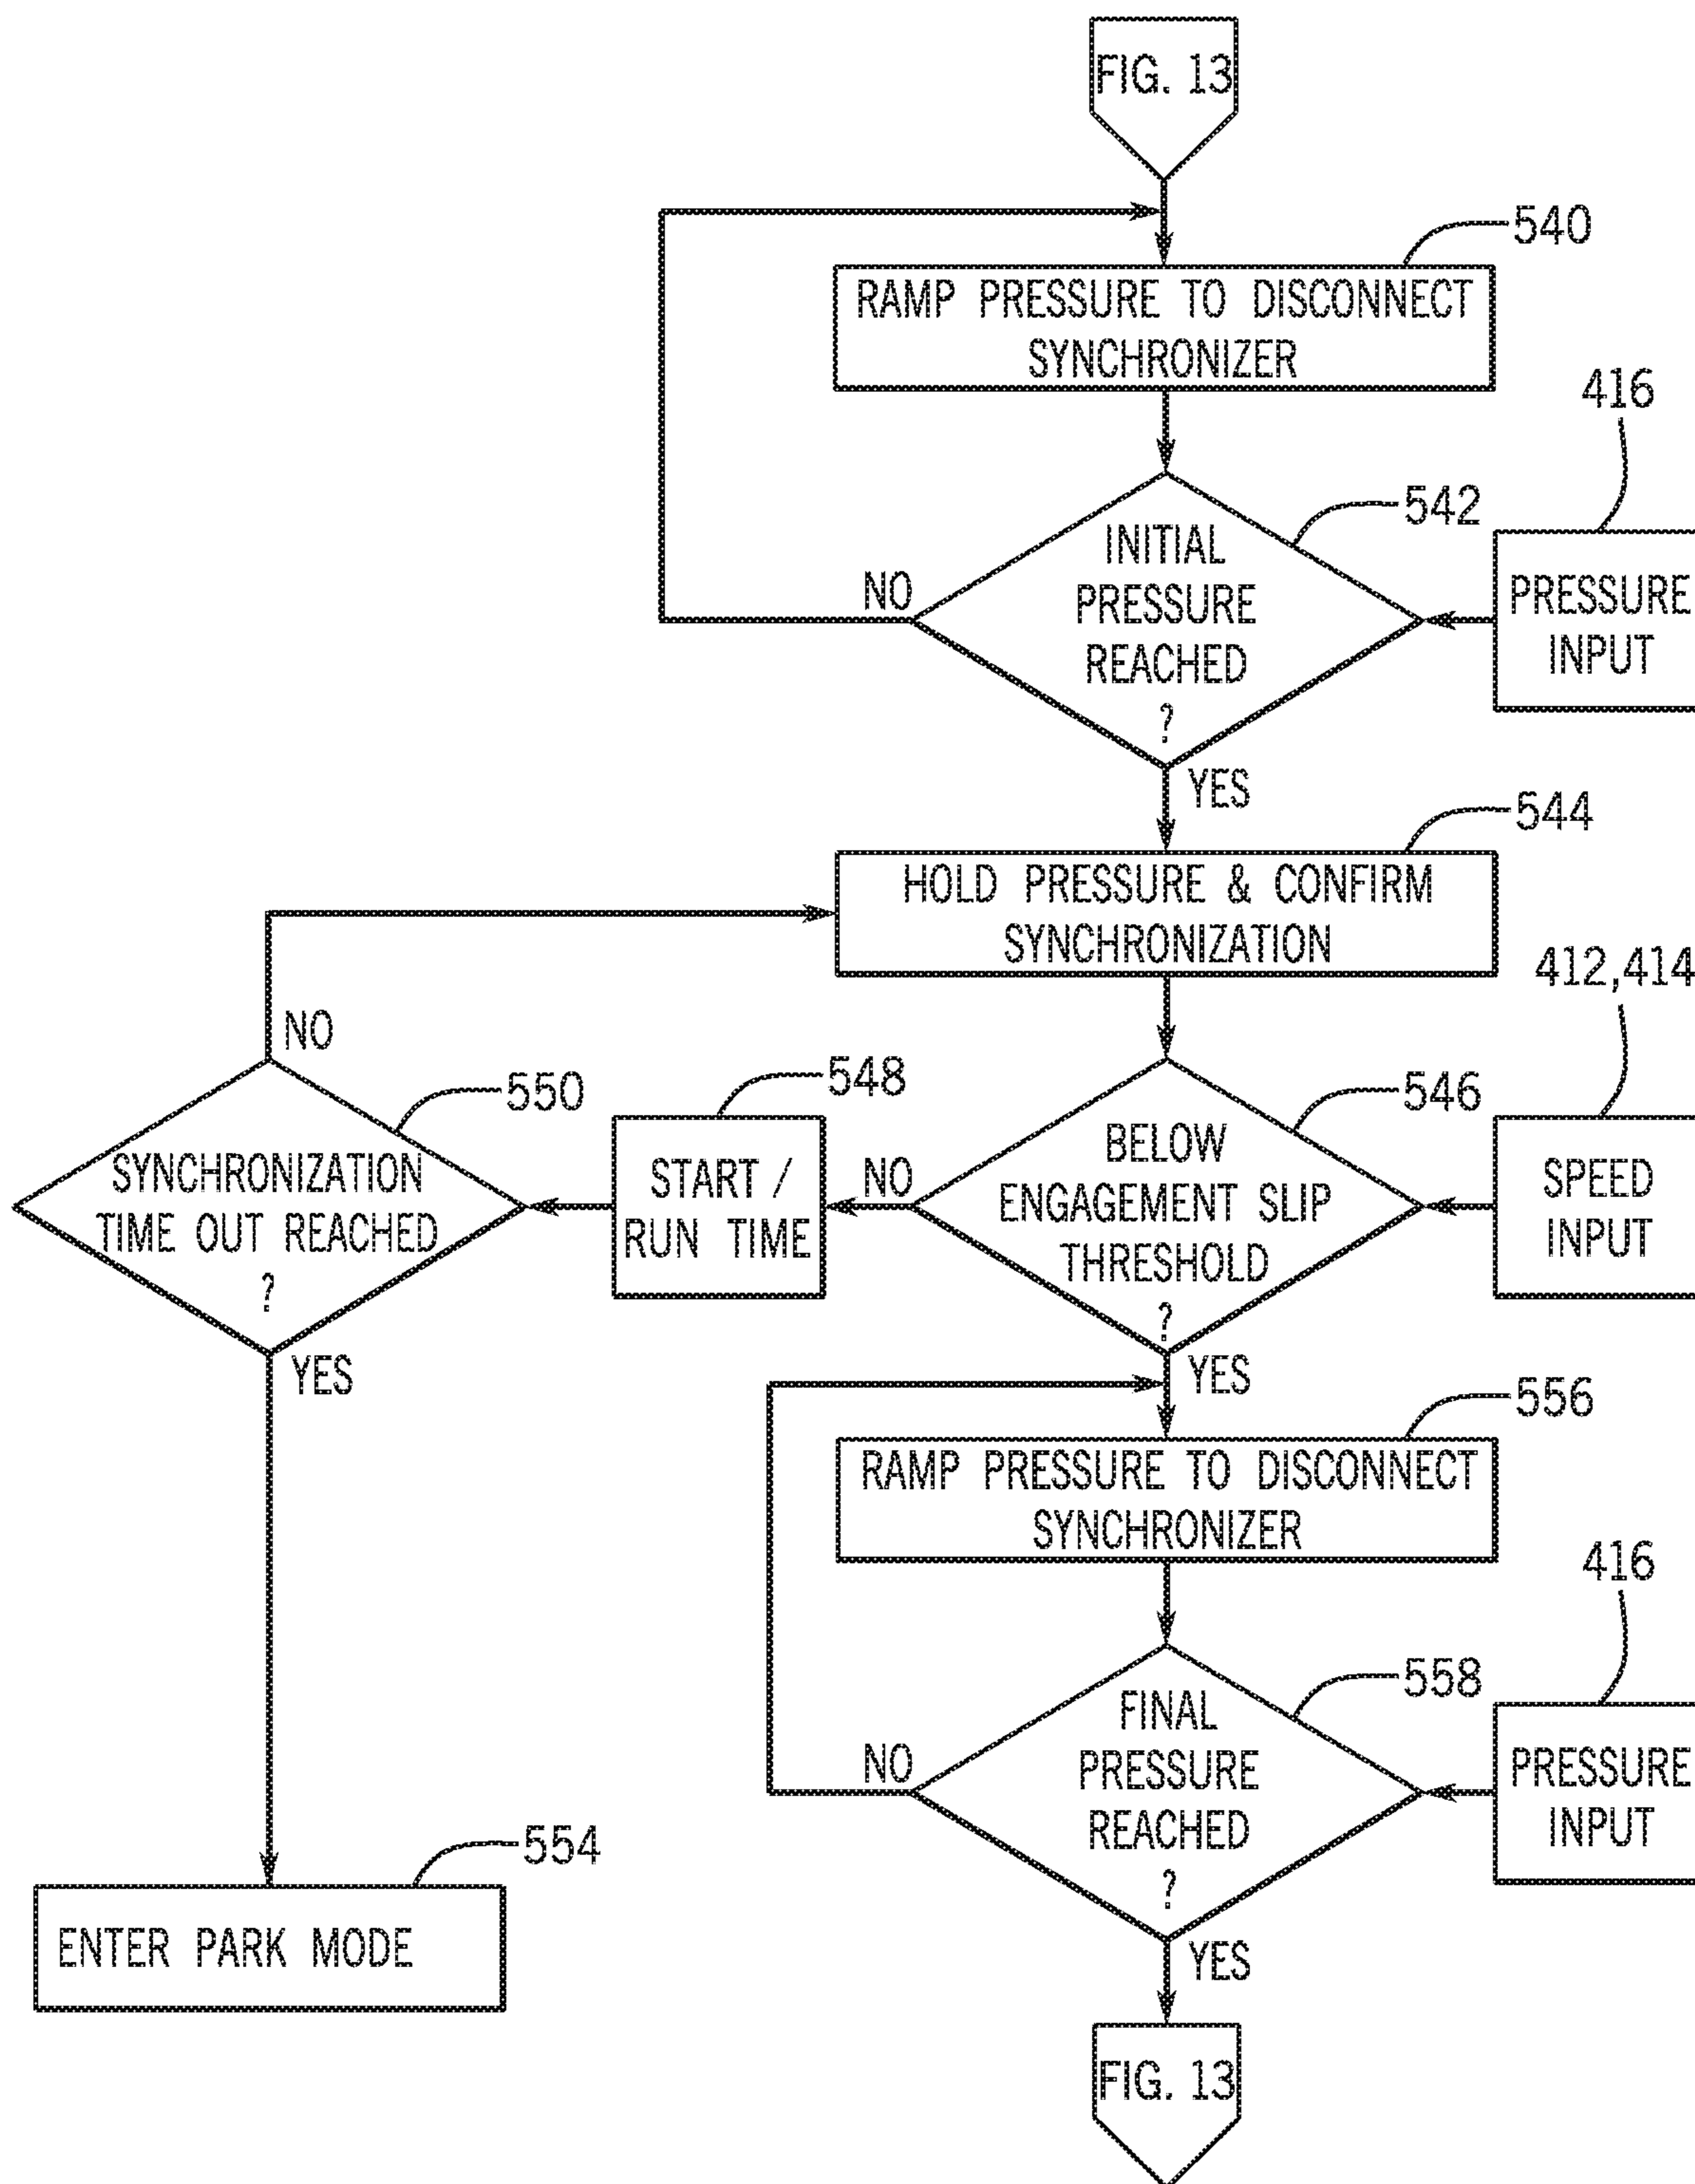 FIG. 13
540
RAMP PRESSURE TO DISCONNECT
SYNCHRONIZER
416
542
INITIAL
PRESSURE
REACHED
?
NO
PRESSURE
INPUT
YES
544
HOLD PRESSURE & CONFIRM
SYNCHRONIZATION
412,414
NO
550
548
546
SYNCHRONIZATION
TIME OUT REACHED
?
START /
RUN TIME
NO
BELOW
ENGAGEMENT SLIP
THRESHOLD
?
SPEED
INPUT
YES
YES
556
RAMP PRESSURE TO DISCONNECT
SYNCHRONIZER
416
558
FINAL
PRESSURE
REACHED
?
NO
PRESSURE
INPUT
554
ENTER PARK MODE
YES
FIG. 13